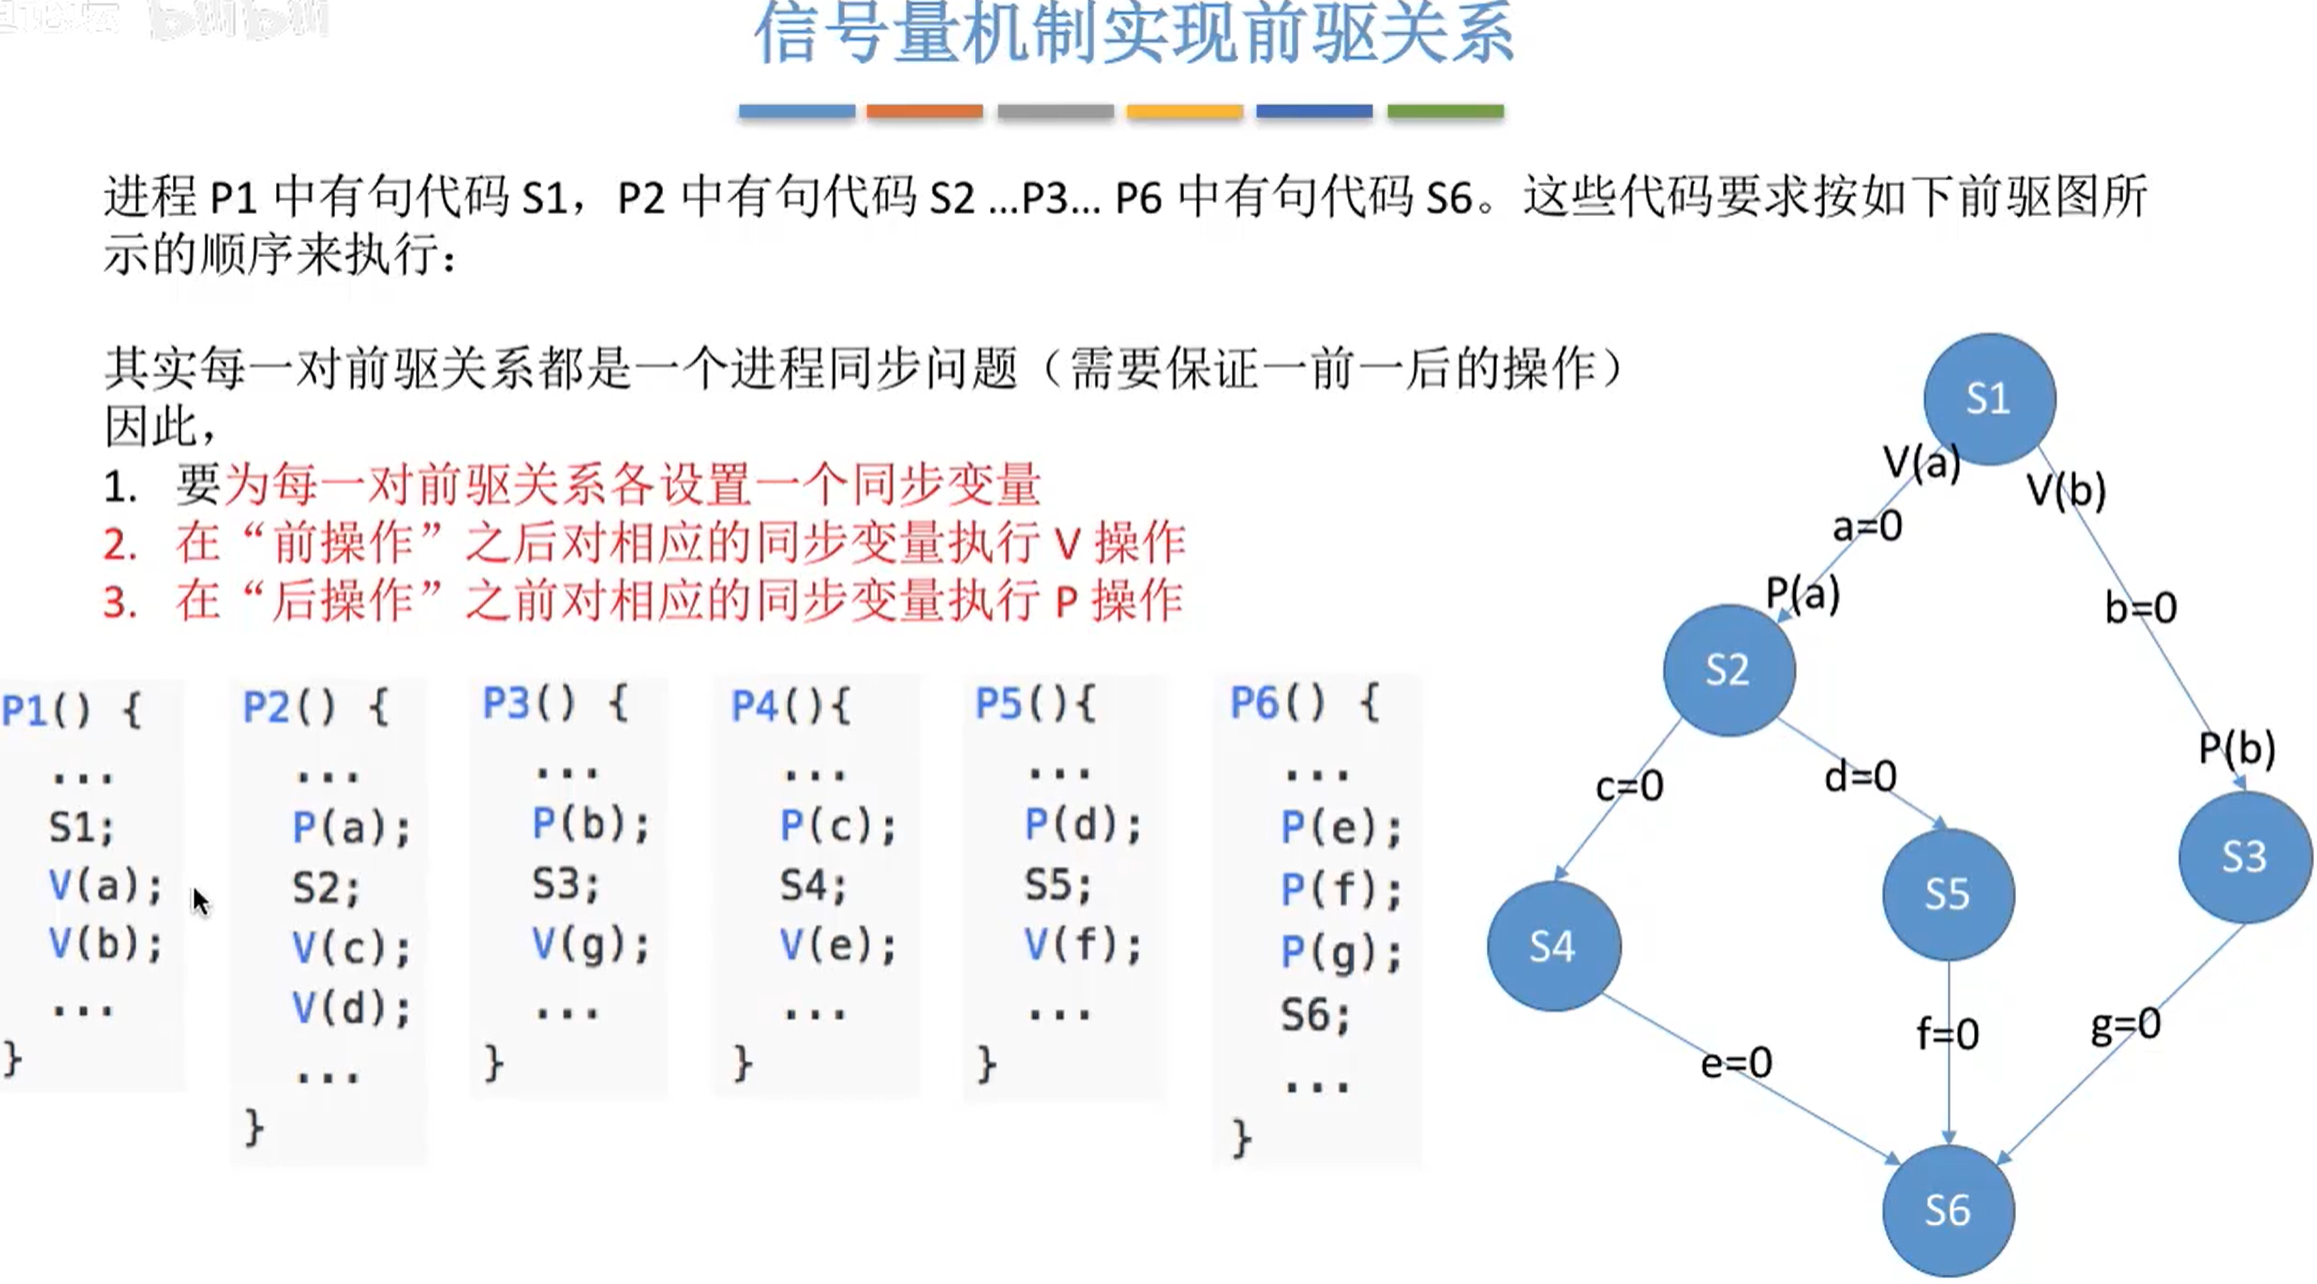 bilibili
信号量机制实现前驱关系
进程 P1 中有句代码 S1，P2 中有句代码 S2 ...P3... P6 中有句代码 S6。这些代码要求按如下前驱图所
示的顺序来执行：
其实每一对前驱关系都是一个进程同步问题（需要保证一前一后的操作）
因此，
1. 要为每一对前驱关系各设置一个同步变量
2. 在“前操作”之后对相应的同步变量执行 V 操作
3. 在“后操作”之前对相应的同步变量执行 P 操作
P1() {
...
S1;
V(a);
V(b);
...
}
P2() {
...
P(a);
S2;
V(c);
V(d);
...
}
P3() {
...
P(b);
S3;
V(g);
...
}
P4(){
...
P(c);
S4;
V(e);
...
}
P5(){
...
P(d);
S5;
V(f);
...
}
P6() {
...
P(e);
P(f);
P(g);
S6;
...
}
S1
V(a)
V(b)
a=0
P(a)
b=0
S2
P(b)
c=0
d=0
S3
S5
S4
g=0
f=0
e=0
S6